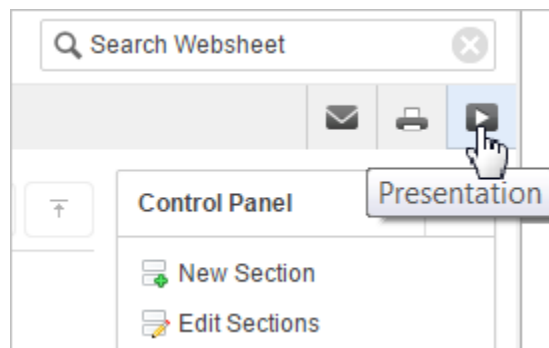 Search Websheet
Presentation
Control Panel
New Section
Edit Sections